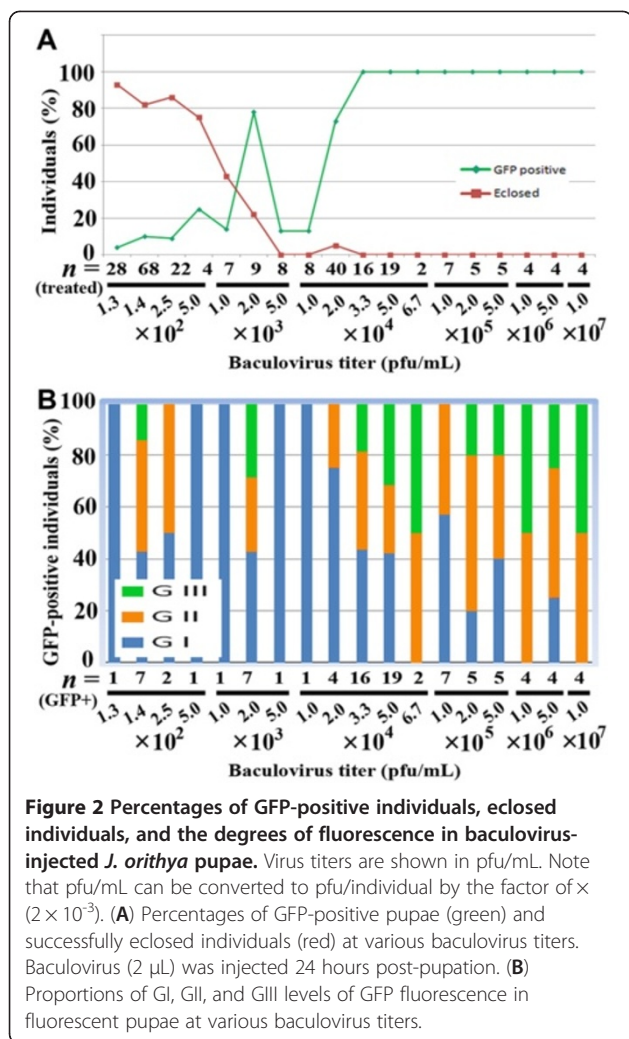 A
Individuals (%)
100
80
60
40
20
0
GFP positive
Eclosed
n = 28 68 22 4 7 9 8 8 40 16 19 2 7 5 5 4 4 4
(treated)
1.3 1.4 2.5 5.0 1.0 2.0 5.0 1.0 2.0 3.3 5.0 6.7 1.0 2.0 5.0 1.0 5.0 1.0
×10² ×10³ ×10⁴ ×10⁵ ×10⁶ ×10⁷
Baculovirus titer (pfu/mL)
B
GFP-positive individuals (%)
100
80
60
40
20
0
G III
G II
G I
n = 1 7 2 1 1 7 1 1 4 16 19 2 7 5 5 4 4 4
(GFP+)
1.3 1.4 2.5 5.0 1.0 2.0 5.0 1.0 2.0 3.3 5.0 6.7 1.0 2.0 5.0 1.0 5.0 1.0
×10² ×10³ ×10⁴ ×10⁵ ×10⁶ ×10⁷
Baculovirus titer (pfu/mL)
Figure 2 Percentages of GFP-positive individuals, eclosed
individuals, and the degrees of fluorescence in baculovirus-
injected J. orithya pupae. Virus titers are shown in pfu/mL. Note
that pfu/mL can be converted to pfu/individual by the factor of ×
(2 × 10⁻³). (A) Percentages of GFP-positive pupae (green) and
successfully eclosed individuals (red) at various baculovirus titers.
Baculovirus (2 μL) was injected 24 hours post-pupation. (B)
Proportions of GI, GII, and GIII levels of GFP fluorescence in
fluorescent pupae at various baculovirus titers.